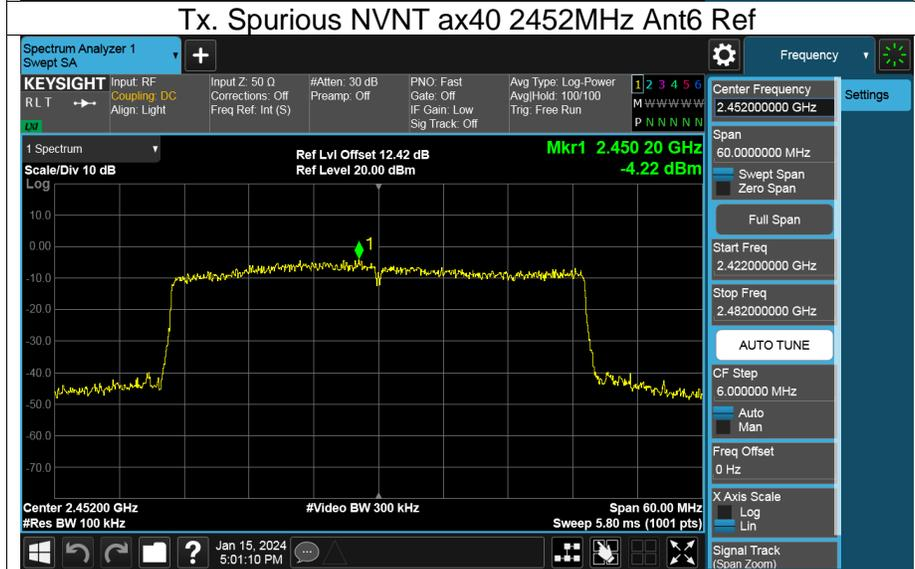 Tx. Spurious NVNT ax40 2452MHz Ant6 Ref
Spectrum Analyzer 1
Swept SA
+
Frequency
KEYSIGHT
RLT
LXI
Input: RF
Coupling: DC
Align: Light
Input Z: 50 Ω
Corrections: Off
Freq Ref: Int (S)
#Atten: 30 dB
Preamp: Off
PNO: Fast
Gate: Off
IF Gain: Low
Sig Track: Off
Avg Type: Log-Power
Avg|Hold: 100/100
Trig: Free Run
1 2 3 4 5 6
M W W W W W
P N N N N N
1 Spectrum
Scale/Div 10 dB
Ref Lvl Offset 12.42 dB
Ref Level 20.00 dBm
Mkr1 2.450 20 GHz
-4.22 dBm
Log
10.0
0.00
-10.0
-20.0
-30.0
-40.0
-50.0
-60.0
-70.0
1
Center 2.45200 GHz
#Res BW 100 kHz
#Video BW 300 kHz
Span 60.00 MHz
Sweep 5.80 ms (1001 pts)
Settings
Center Frequency
2.452000000 GHz
Span
60.0000000 MHz
Swept Span
Zero Span
Full Span
Start Freq
2.422000000 GHz
Stop Freq
2.482000000 GHz
AUTO TUNE
CF Step
6.000000 MHz
Auto
Man
Freq Offset
0 Hz
X Axis Scale
Log
Lin
Signal Track
(Span Zoom)
?
Jan 15, 2024
5:01:10 PM